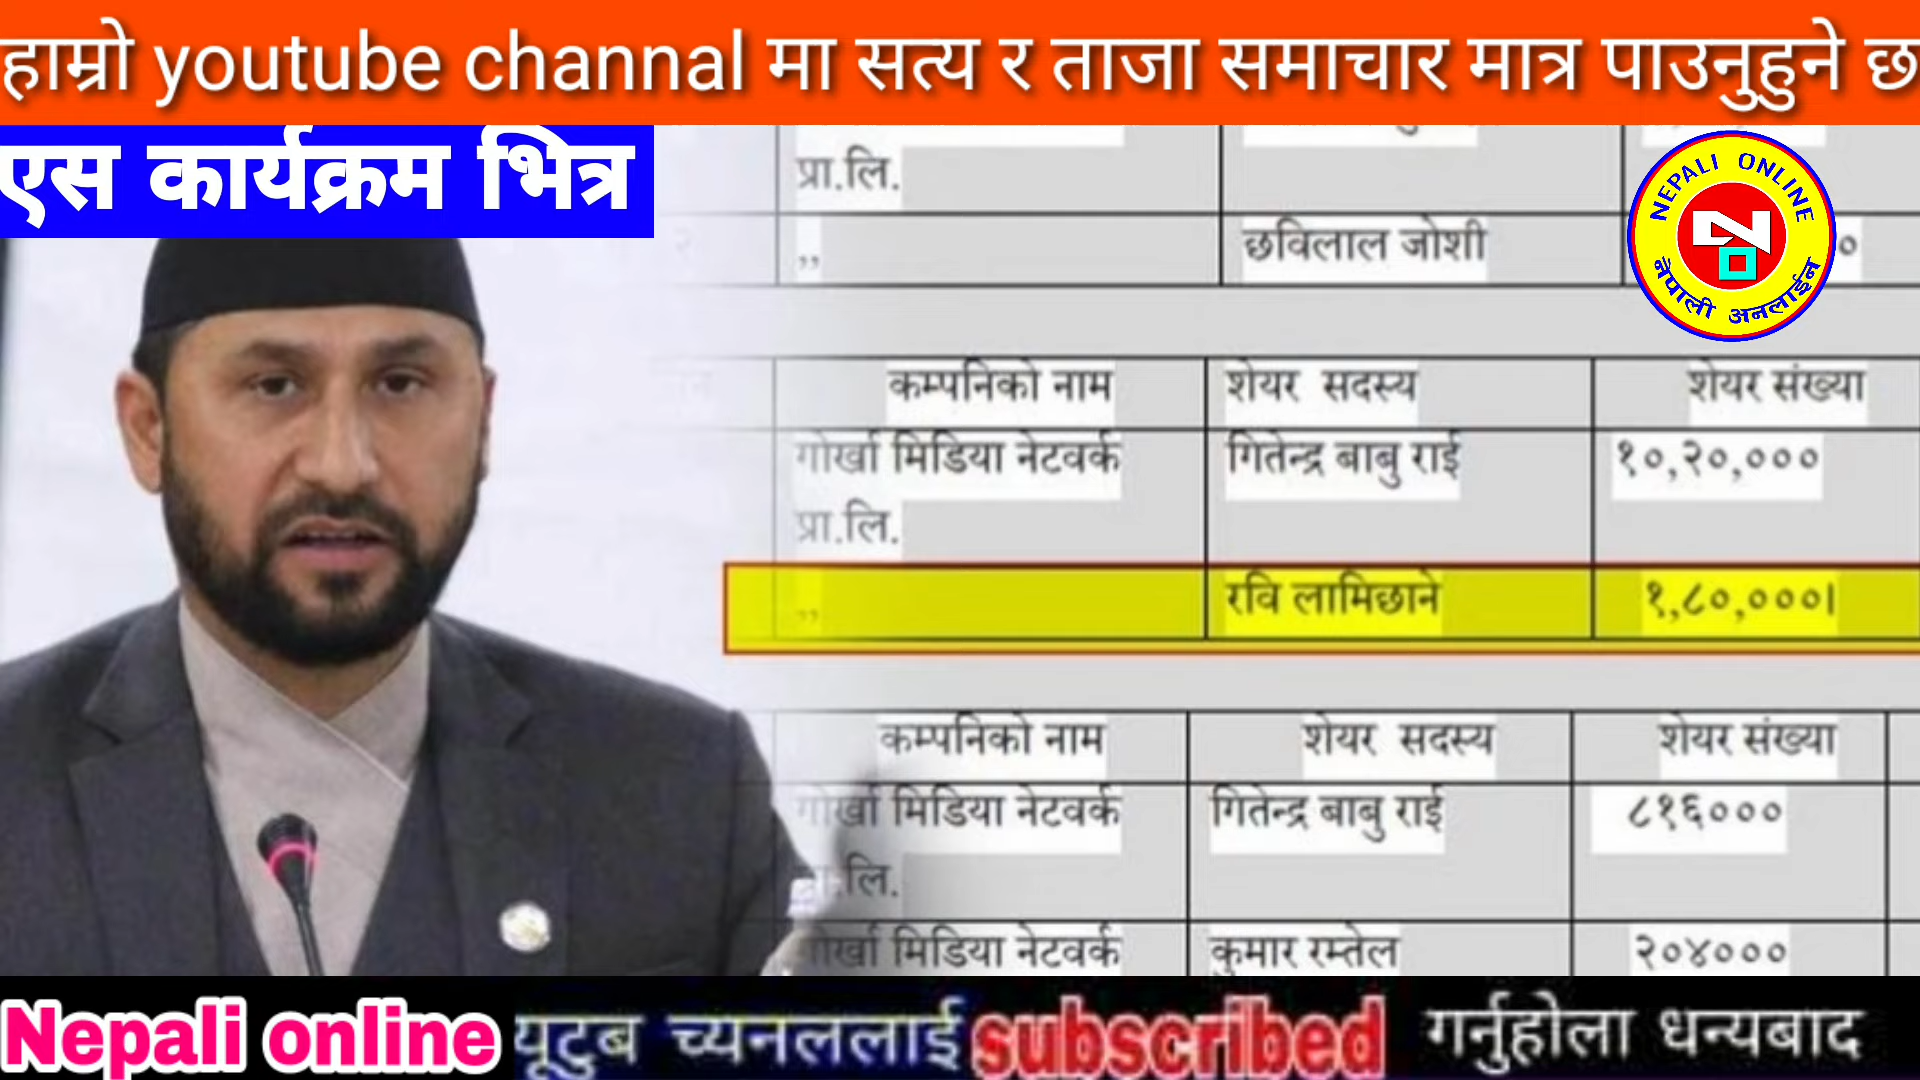 हाम्रो youtube channal मा सत्य र ताजा समाचार मात्र पाउनुहुने छ
एस कार्यक्रम भित्र
प्रा.लि.
,, छविलाल जोशी ०
NEPALI ONLINE
नेपाली अनलाईन
कम्पनिको नाम शेयर सदस्य शेयर संख्या
गोर्खा मिडिया नेटवर्क गितेन्द्र बाबु राई १०,२०,०००
प्रा.लि.
,, रवि लामिछाने १,८०,०००।
कम्पनिको नाम शेयर सदस्य शेयर संख्या
गोर्खा मिडिया नेटवर्क गितेन्द्र बाबु राई ८१६०००
प्रा.लि.
गोर्खा मिडिया नेटवर्क कुमार रम्तेल २०४०००
Nepali online यूटुब च्यनललाई subscribed गर्नुहोला धन्यबाद